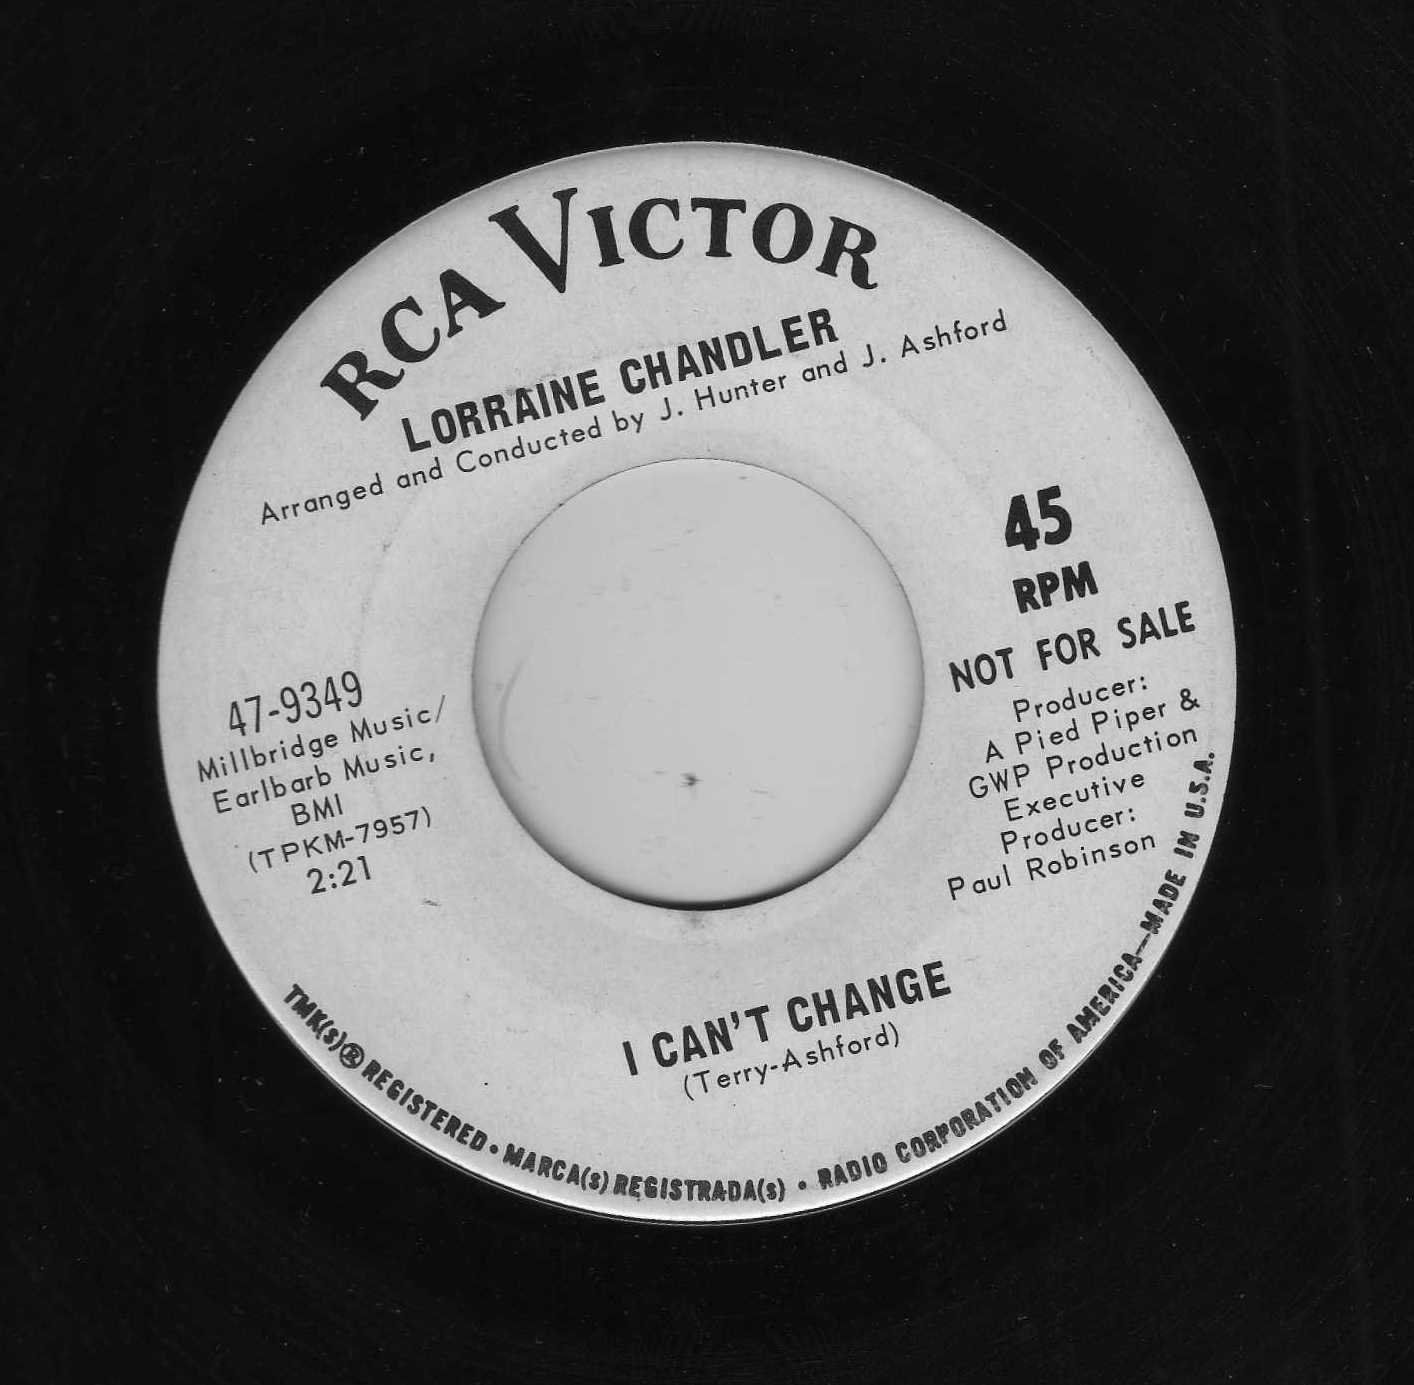 RCA VICTOR
LORRAINE CHANDLER
Arranged and Conducted by J. Hunter and J. Ashford
45
RPM
NOT FOR SALE
Producer:
A Pied Piper &
GWP Production
Executive
Producer:
Paul Robinson
47-9349
Millbridge Music/
Earlbarb Music,
BMI
(TPKM-7957)
2:21
I CAN'T CHANGE
(Terry-Ashford)
TMK(s)® REGISTERED • MARCA(s) REGISTRADA(s) • RADIO CORPORATION OF AMERICA—MADE IN U.S.A.